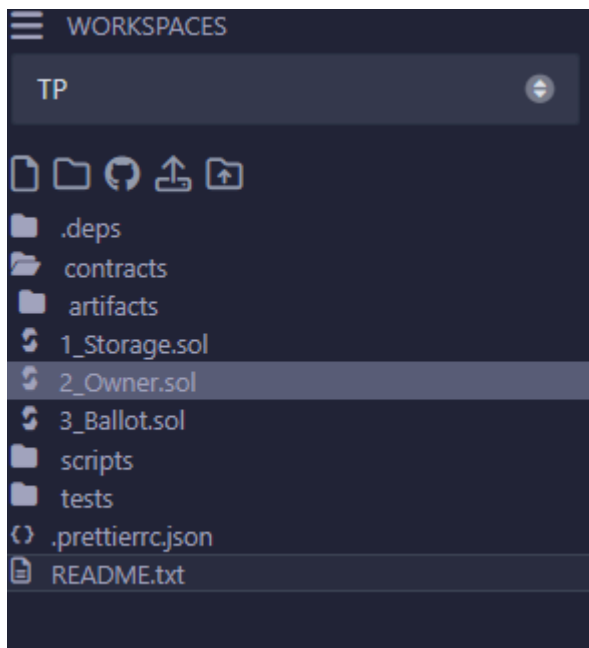 WORKSPACES
TP
.deps
contracts
artifacts
1_Storage.sol
2_Owner.sol
3_Ballot.sol
scripts
tests
.prettierrc.json
README.txt